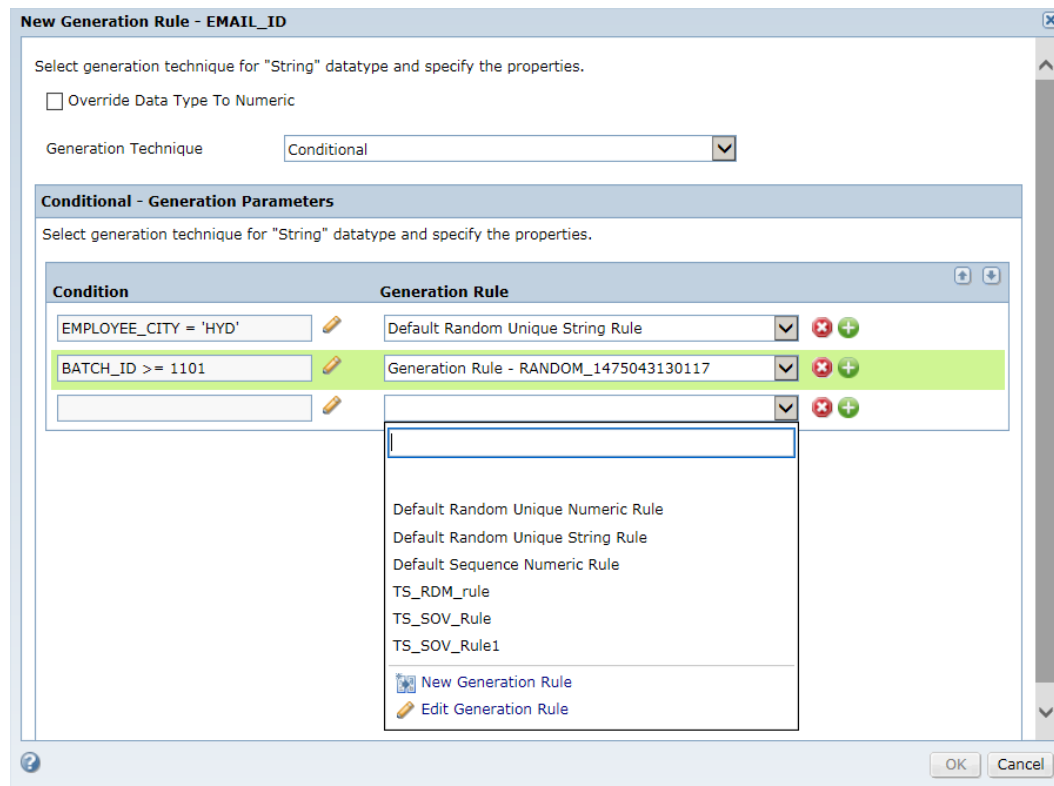 New Generation Rule - EMAIL_ID
Select generation technique for "String" datatype and specify the properties.
Override Data Type To Numeric
Generation Technique Conditional
Conditional - Generation Parameters
Select generation technique for "String" datatype and specify the properties.
Condition Generation Rule
EMPLOYEE_CITY = 'HYD' Default Random Unique String Rule
BATCH_ID >= 1101 Generation Rule - RANDOM_1475043130117
Default Random Unique Numeric Rule
Default Random Unique String Rule
Default Sequence Numeric Rule
TS_RDM_rule
TS_SOV_Rule
TS_SOV_Rule1
New Generation Rule
Edit Generation Rule
OK Cancel